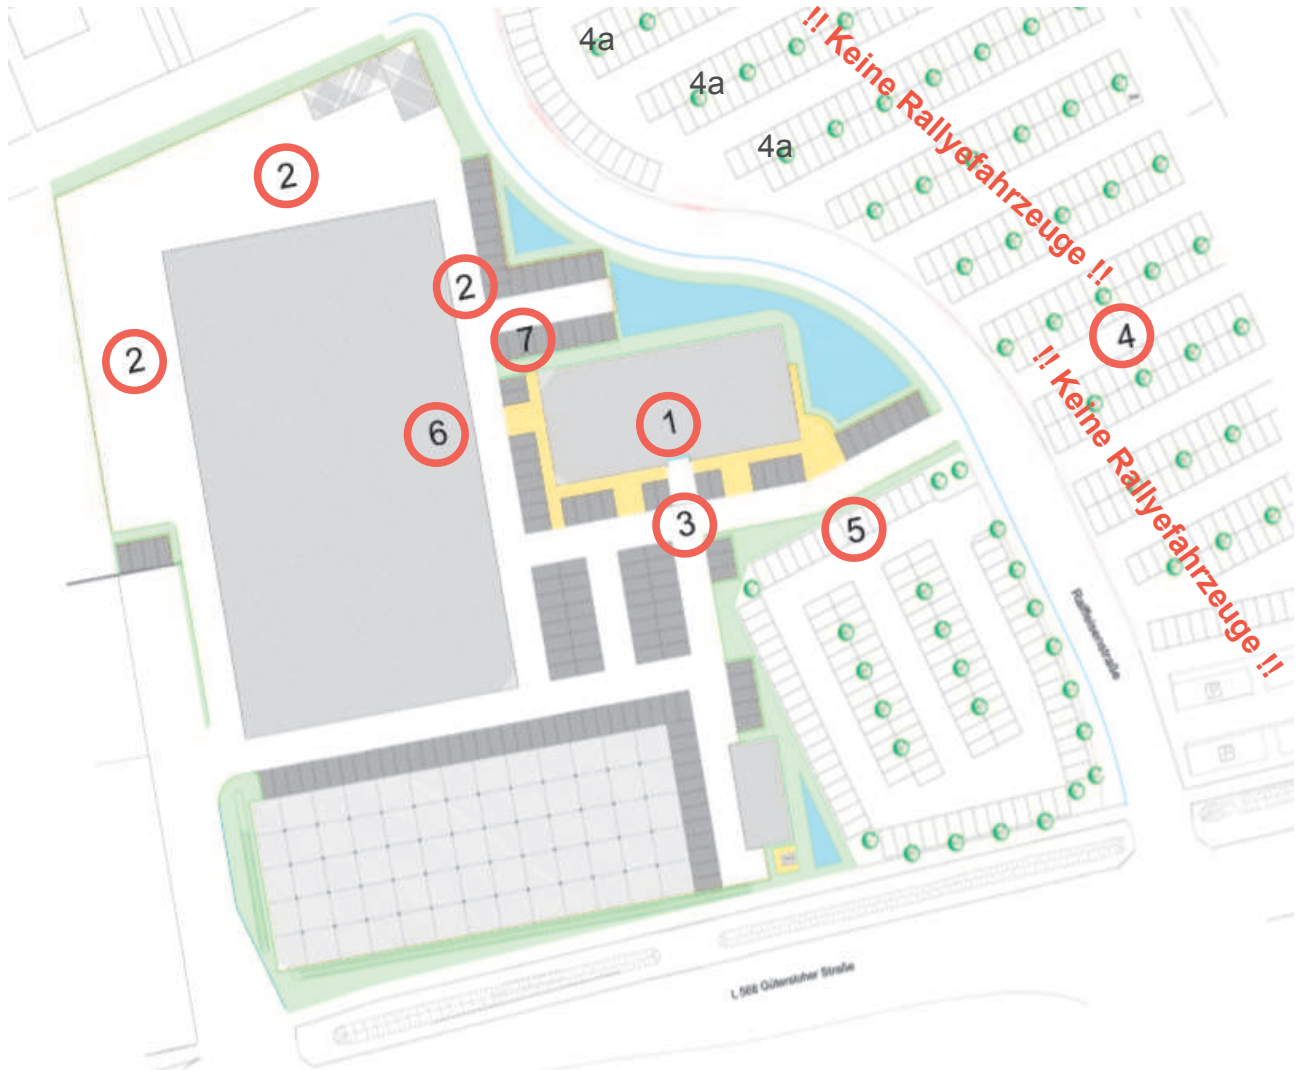 4a
4a
4a
!! Keine Rallyefahrzeuge !!
2
2
2
7
4
!! Keine Rallyefahrzeuge !!
1
6
3
5
Raiffeisenstraße
P
P
L 568 Gütersloher Straße